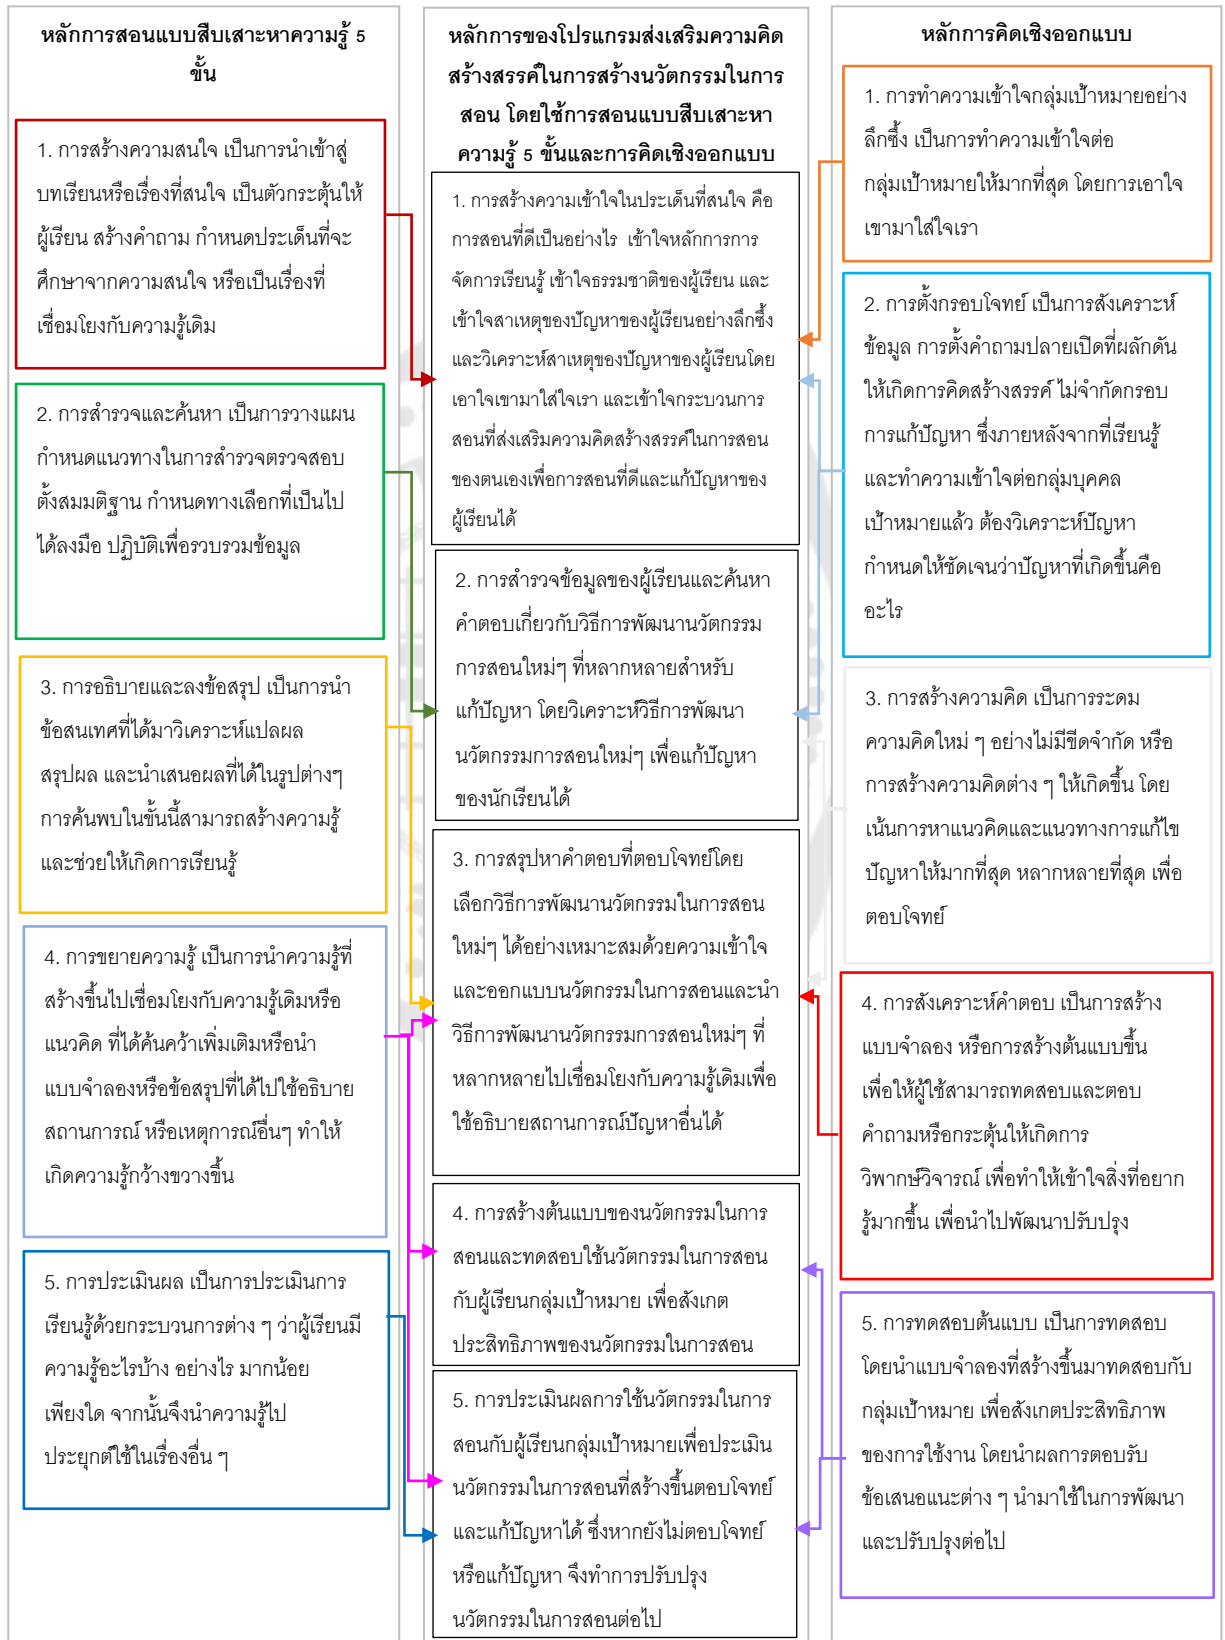 หลักการสอนแบบสืบเสาะหาความรู้ 5
ขั้น
1. การสร้างความสนใจ เป็นการนำเข้าสู่
บทเรียนหรือเรื่องที่สนใจ เป็นตัวกระตุ้นให้
ผู้เรียน สร้างคำถาม กำหนดประเด็นที่จะ
ศึกษาจากความสนใจ หรือเป็นเรื่องที่
เชื่อมโยงกับความรู้เดิม
2. การสำรวจและค้นหา เป็นการวางแผน
กำหนดแนวทางในการสำรวจตรวจสอบ
ตั้งสมมติฐาน กำหนดทางเลือกที่เป็นไป
ได้ลงมือ ปฏิบัติเพื่อรวบรวมข้อมูล
3. การอธิบายและลงข้อสรุป เป็นการนำ
ข้อสนเทศที่ได้มาวิเคราะห์แปลผล
สรุปผล และนำเสนอผลที่ได้ในรูปต่างๆ
การค้นพบในขั้นนี้สามารถสร้างความรู้
และช่วยให้เกิดการเรียนรู้
4. การขยายความรู้ เป็นการนำความรู้ที่
สร้างขึ้นไปเชื่อมโยงกับความรู้เดิมหรือ
แนวคิด ที่ได้ค้นคว้าเพิ่มเติมหรือนำ
แบบจำลองหรือข้อสรุปที่ได้ไปใช้อธิบาย
สถานการณ์ หรือเหตุการณ์อื่นๆ ทำให้
เกิดความรู้กว้างขวางขึ้น
5. การประเมินผล เป็นการประเมินการ
เรียนรู้ด้วยกระบวนการต่าง ๆ ว่าผู้เรียนมี
ความรู้อะไรบ้าง อย่างไร มากน้อย
เพียงใด จากนั้นจึงนำความรู้ไป
ประยุกต์ใช้ในเรื่องอื่น ๆ
หลักการของโปรแกรมส่งเสริมความคิด
สร้างสรรค์ในการสร้างนวัตกรรมในการ
สอน โดยใช้การสอนแบบสืบเสาะหา
ความรู้ 5 ขั้นและการคิดเชิงออกแบบ
1. การสร้างความเข้าใจในประเด็นที่สนใจ คือ
การสอนที่ดีเป็นอย่างไร เข้าใจหลักการการ
จัดการเรียนรู้ เข้าใจธรรมชาติของผู้เรียน และ
เข้าใจสาเหตุของปัญหาของผู้เรียนอย่างลึกซึ้ง
และวิเคราะห์สาเหตุของปัญหาของผู้เรียนโดย
เอาใจเขามาใส่ใจเรา และเข้าใจกระบวนการ
สอนที่ส่งเสริมความคิดสร้างสรรค์ในการสอน
ของตนเองเพื่อการสอนที่ดีและแก้ปัญหาของ
ผู้เรียนได้
2. การสำรวจข้อมูลของผู้เรียนและค้นหา
คำตอบเกี่ยวกับวิธีการพัฒนานวัตกรรม
การสอนใหม่ๆ ที่หลากหลายสำหรับ
แก้ปัญหา โดยวิเคราะห์วิธีการพัฒนา
นวัตกรรมการสอนใหม่ๆ เพื่อแก้ปัญหา
ของนักเรียนได้
3. การสรุปหาคำตอบที่ตอบโจทย์โดย
เลือกวิธีการพัฒนานวัตกรรมในการสอน
ใหม่ๆ ได้อย่างเหมาะสมด้วยความเข้าใจ
และออกแบบนวัตกรรมในการสอนและนำ
วิธีการพัฒนานวัตกรรมการสอนใหม่ๆ ที่
หลากหลายไปเชื่อมโยงกับความรู้เดิมเพื่อ
ใช้อธิบายสถานการณ์ปัญหาอื่นได้
4. การสร้างต้นแบบของนวัตกรรมในการ
สอนและทดสอบใช้นวัตกรรมในการสอน
กับผู้เรียนกลุ่มเป้าหมาย เพื่อสังเกต
ประสิทธิภาพของนวัตกรรมในการสอน
5. การประเมินผลการใช้นวัตกรรมในการ
สอนกับผู้เรียนกลุ่มเป้าหมายเพื่อประเมิน
นวัตกรรมในการสอนที่สร้างขึ้นตอบโจทย์
และแก้ปัญหาได้ ซึ่งหากยังไม่ตอบโจทย์
หรือแก้ปัญหา จึงทำการปรับปรุง
นวัตกรรมในการสอนต่อไป
หลักการคิดเชิงออกแบบ
1. การทำความเข้าใจกลุ่มเป้าหมายอย่าง
ลึกซึ้ง เป็นการทำความเข้าใจต่อ
กลุ่มเป้าหมายให้มากที่สุด โดยการเอาใจ
เขามาใส่ใจเรา
2. การตั้งกรอบโจทย์ เป็นการสังเคราะห์
ข้อมูล การตั้งคำถามปลายเปิดที่ผลักดัน
ให้เกิดการคิดสร้างสรรค์ ไม่จำกัดกรอบ
การแก้ปัญหา ซึ่งภายหลังจากที่เรียนรู้
และทำความเข้าใจต่อกลุ่มบุคคล
เป้าหมายแล้ว ต้องวิเคราะห์ปัญหา
กำหนดให้ชัดเจนว่าปัญหาที่เกิดขึ้นคือ
อะไร
3. การสร้างความคิด เป็นการระดม
ความคิดใหม่ ๆ อย่างไม่มีขีดจำกัด หรือ
การสร้างความคิดต่าง ๆ ให้เกิดขึ้น โดย
เน้นการหาแนวคิดและแนวทางการแก้ไข
ปัญหาให้มากที่สุด หลากหลายที่สุด เพื่อ
ตอบโจทย์
4. การสังเคราะห์คำตอบ เป็นการสร้าง
แบบจำลอง หรือการสร้างต้นแบบขึ้น
เพื่อให้ผู้ใช้สามารถทดสอบและตอบ
คำถามหรือกระตุ้นให้เกิดการ
วิพากษ์วิจารณ์ เพื่อทำให้เข้าใจสิ่งที่อยาก
รู้มากขึ้น เพื่อนำไปพัฒนาปรับปรุง
5. การทดสอบต้นแบบ เป็นการทดสอบ
โดยนำแบบจำลองที่สร้างขึ้นมาทดสอบกับ
กลุ่มเป้าหมาย เพื่อสังเกตประสิทธิภาพ
ของการใช้งาน โดยนำผลการตอบรับ
ข้อเสนอแนะต่าง ๆ นำมาใช้ในการพัฒนา
และปรับปรุงต่อไป